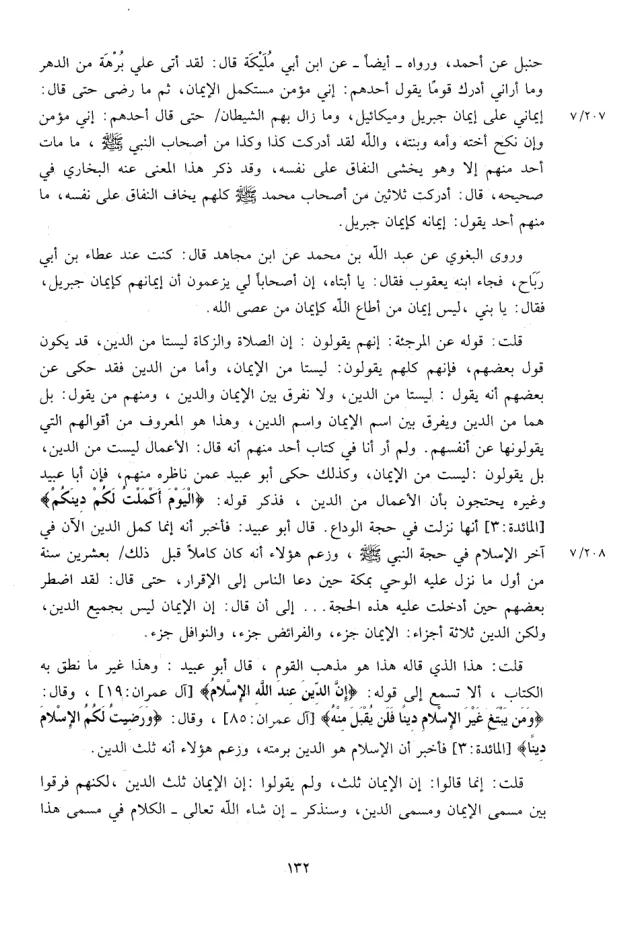 حنبل عن أحمد، ورواه ـ أيضاً ـ عن ابن أبي مُلَيْكَة قال: لقد أتى علي بُرْهَة من الدهر
وما أراني أدرك قومًا يقول أحدهم: إني مؤمن مستكمل الإيمان، ثم ما رضى حتى قال:
إيماني على إيمان جبريل وميكائيل، وما زال بهم الشيطان/ حتى قال أحدهم: إني مؤمن ٧/٢٠٧
وإن نكح أخته وأمه وبنته، واللّه لقد أدركت كذا وكذا من أصحاب النبي ﷺ ، ما مات
أحد منهم إلا وهو يخشى النفاق على نفسه، وقد ذكر هذا المعنى عنه البخاري في
صحيحه، قال: أدركت ثلاثين من أصحاب محمد ﷺ كلهم يخاف النفاق على نفسه، ما
منهم أحد يقول: إيمانه كإيمان جبريل.
وروى البغوي عن عبد اللّه بن محمد عن ابن مجاهد قال: كنت عند عطاء بن أبي
رَبَاح، فجاء ابنه يعقوب فقال: يا أبتاه، إن أصحاباً لي يزعمون أن إيمانهم كإيمان جبريل،
فقال: يا بني ،ليس إيمان من أطاع اللّه كإيمان من عصى الله.
قلت: قوله عن المرجئة: إنهم يقولون : إن الصلاة والزكاة ليستا من الدين، قد يكون
قول بعضهم، فإنهم كلهم يقولون: ليستا من الإيمان، وأما من الدين فقد حكى عن
بعضهم أنه يقول : ليستا من الدين، ولا نفرق بين الإيمان والدين ، ومنهم من يقول: بل
هما من الدين ويفرق بين اسم الإيمان واسم الدين، وهذا هو المعروف من أقوالهم التي
يقولونها عن أنفسهم. ولم أر أنا في كتاب أحد منهم أنه قال: الأعمال ليست من الدين،
بل يقولون :ليست من الإيمان، وكذلك حكى أبو عبيد عمن ناظره منهم، فإن أبا عبيد
وغيره يحتجون بأن الأعمال من الدين ، فذكر قوله: ﴿الْيَوْمَ أَكْمَلْتُ لَكُمْ دِينَكُمْ﴾
[المائدة:٣] أنها نزلت في حجة الوداع. قال أبو عبيد: فأخبر أنه إنما كمل الدين الآن في
آخر الإسلام في حجة النبي ﷺ ، وزعم هؤلاء أنه كان كاملاً قبل ذلك/ بعشرين سنة ٧/٢٠٨
من أول ما نزل عليه الوحي بمكة حين دعا الناس إلى الإقرار، حتى قال: لقد اضطر
بعضهم حين أدخلت عليه هذه الحجة... إلى أن قال: إن الإيمان ليس بجميع الدين،
ولكن الدين ثلاثة أجزاء: الإيمان جزء، والفرائض جزء، والنوافل جزء.
قلت: هذا الذي قاله هذا هو مذهب القوم ، قال أبو عبيد : وهذا غير ما نطق به
الكتاب ، ألا تسمع إلى قوله: ﴿إِنَّ الدِّينَ عِندَ اللَّهِ الإِسْلامُ﴾ [آل عمران:١٩] ، وقال:
﴿وَمَن يَبْتَغِ غَيْرَ الإِسْلامِ دِينًا فَلَن يُقْبَلَ مِنْهُ﴾ [آل عمران:٨٥] ، وقال: ﴿وَرَضِيتُ لَكُمُ الإِسْلامَ
دِينًا﴾ [المائدة:٣] فأخبر أن الإسلام هو الدين برمته، وزعم هؤلاء أنه ثلث الدين.
قلت: إنما قالوا: إن الإيمان ثلث، ولم يقولوا :إن الإيمان ثلث الدين ،لكنهم فرقوا
بين مسمى الإيمان ومسمى الدين، وسنذكر ـ إن شاء اللّه تعالى ـ الكلام في مسمى هذا
١٣٢